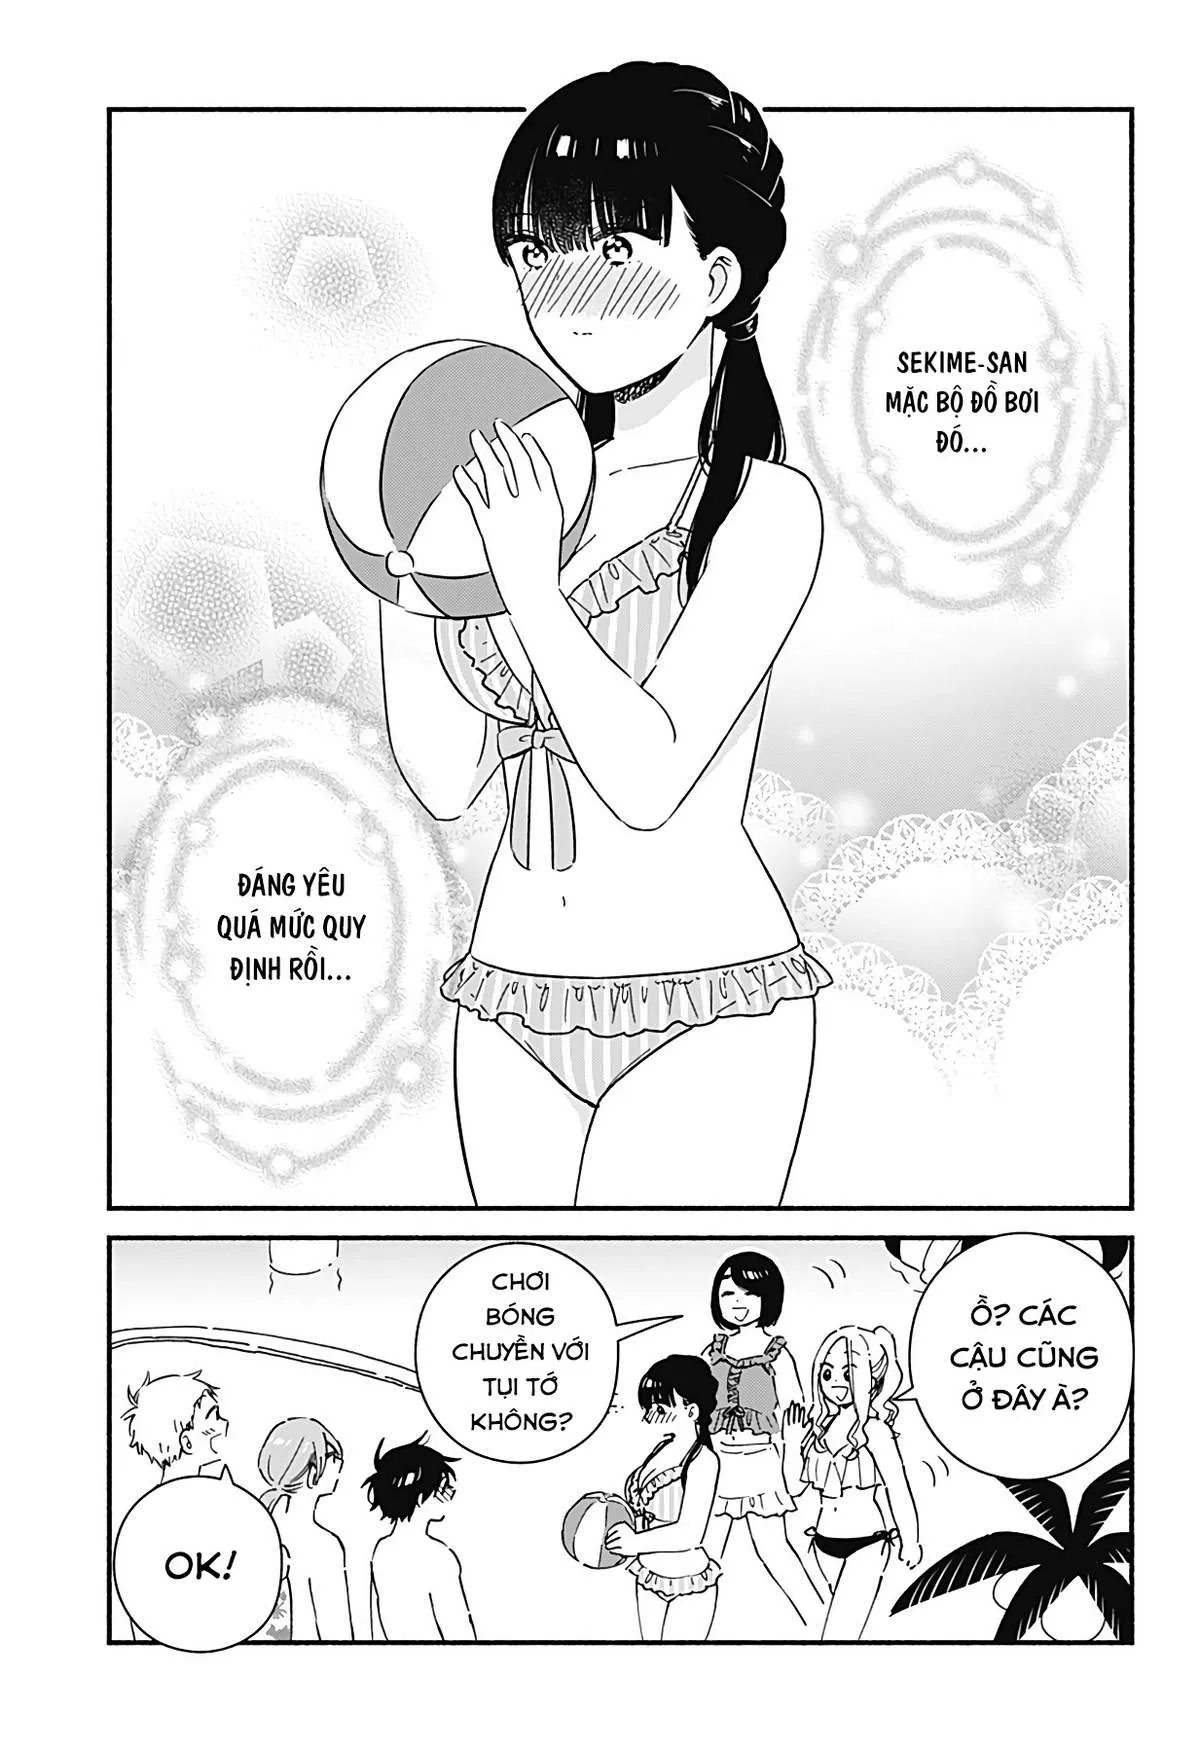 SEKIME-SAN
MẶC BỘ ĐỒ BƠI
ĐÓ...
ĐÁNG YÊU
QUÁ MỨC QUY
ĐỊNH RỒI...
Ồ? CÁC
CẬU CŨNG
Ở ĐÂY À?
CHƠI
BÓNG
CHUYỀN VỚI
TỤI TỚ
KHÔNG?
OK!